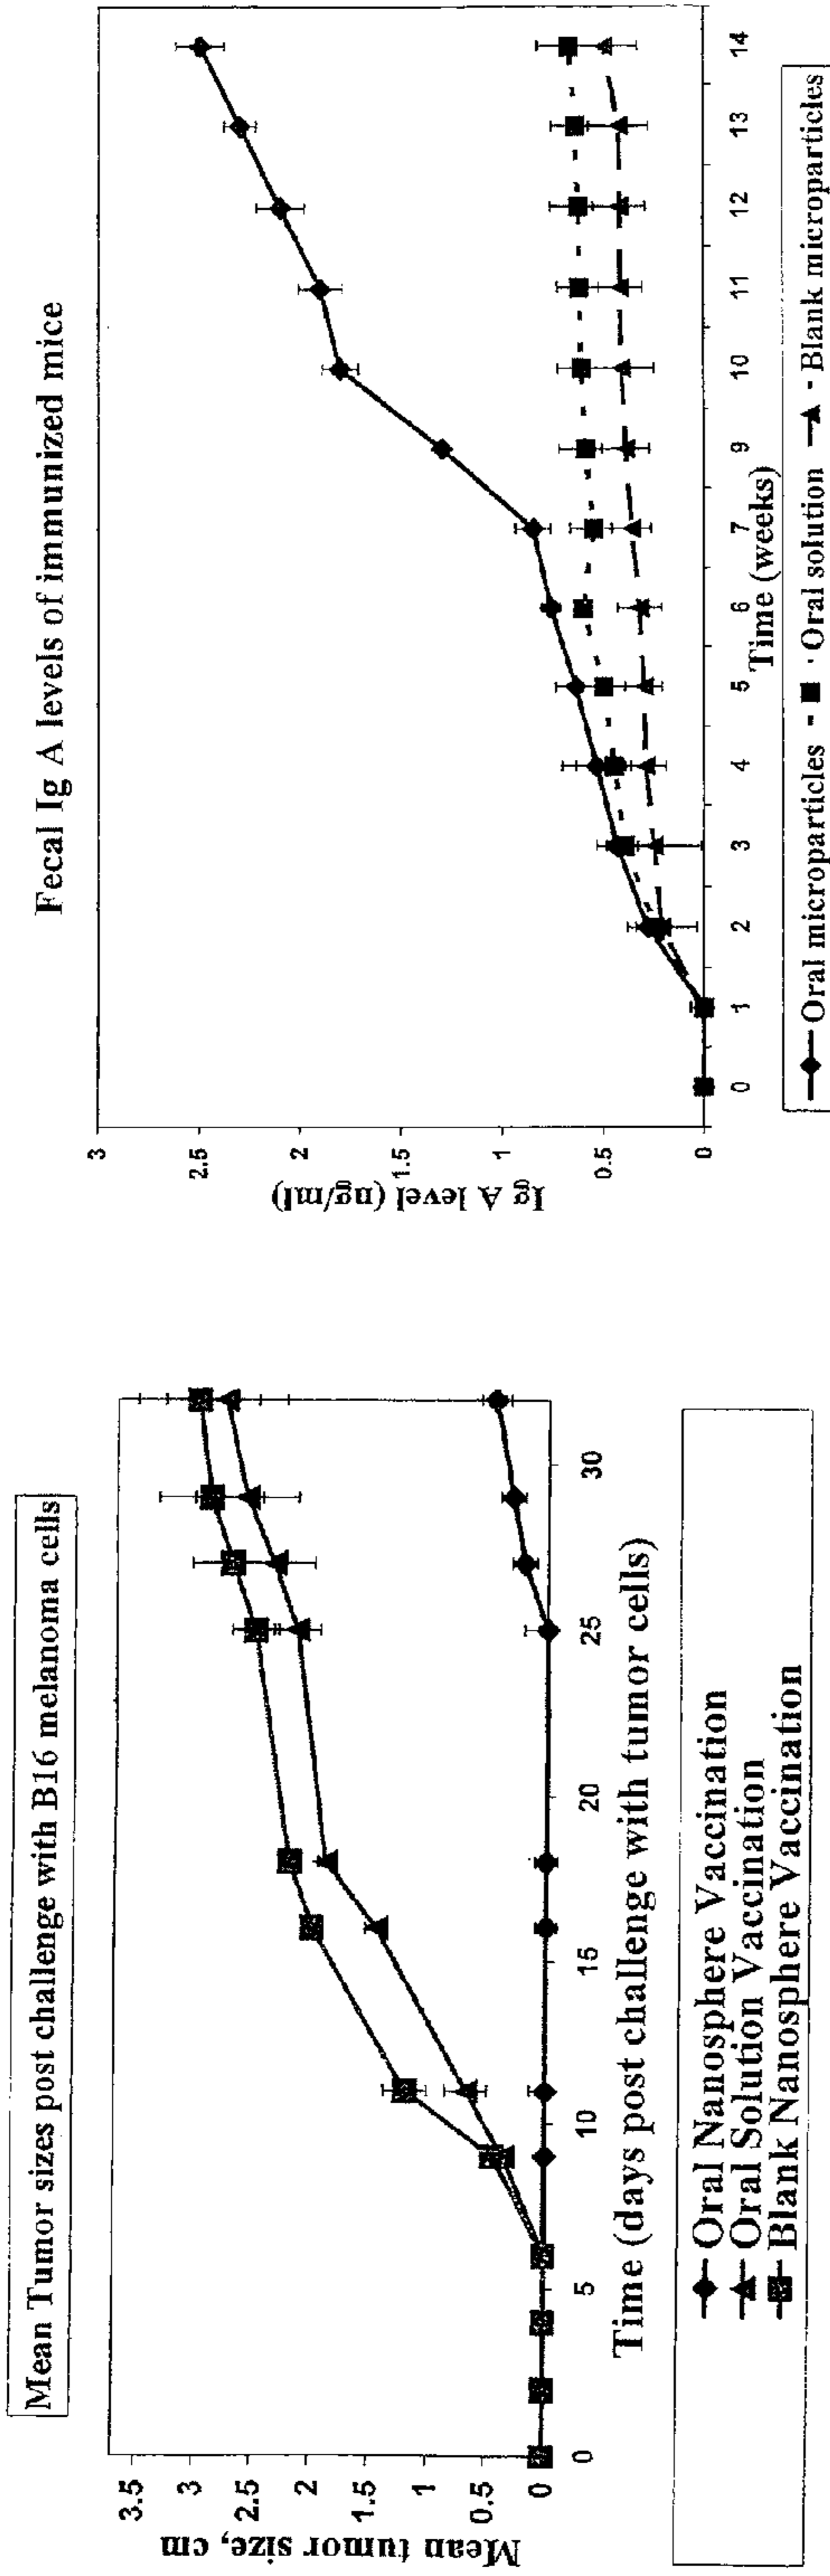 Mean Tumor sizes post challenge with B16 melanoma cells
Mean tumor size, cm
3.5
3
2.5
2
1.5
1
0.5
0
0 5 10 15 20 25 30
Time (days post challenge with tumor cells)
Oral Nanosphere Vaccination
Oral Solution Vaccination
Blank Nanosphere Vaccination
Fecal Ig A levels of immunized mice
Ig A level (ng/ml)
3
2.5
2
1.5
1
0.5
0
0 1 2 3 4 5 6 7 9 10 11 12 13 14
Time (weeks)
Oral microparticles Oral solution Blank microparticles